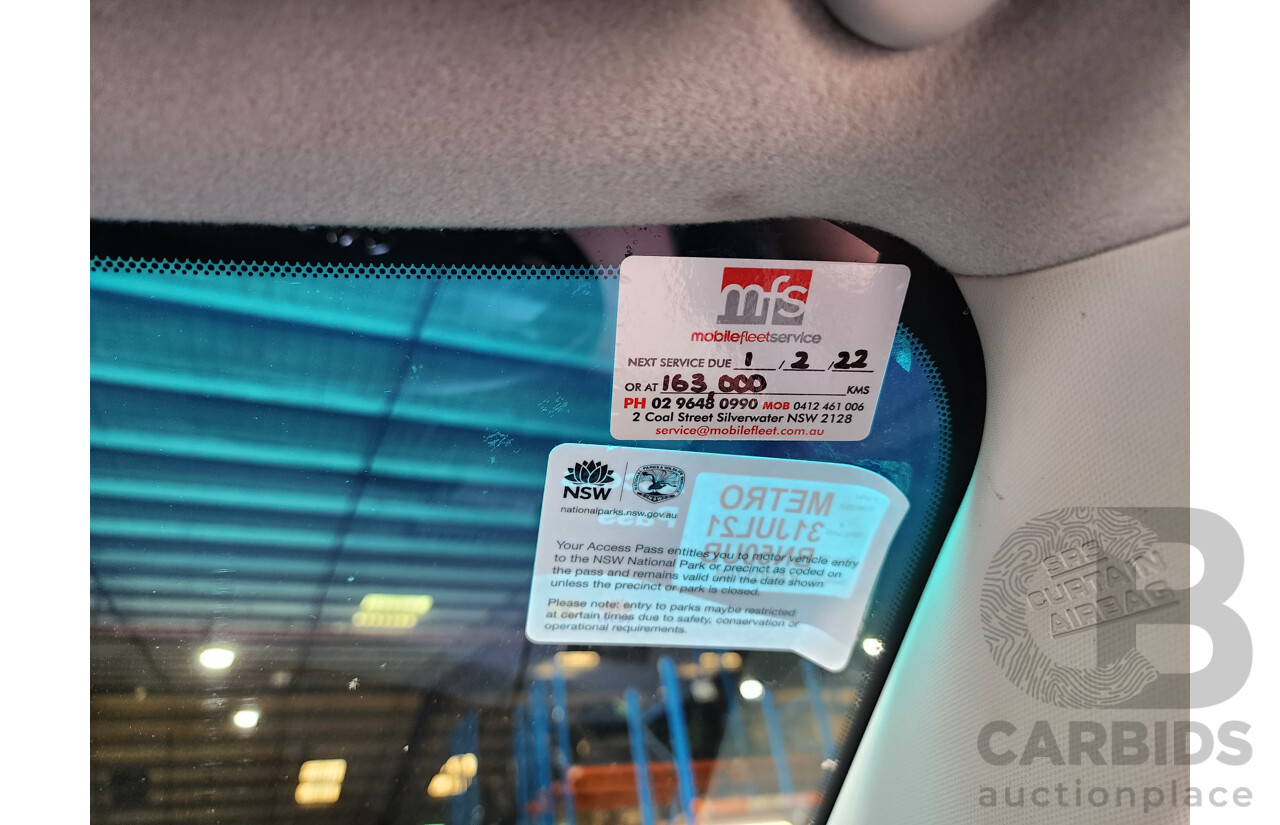 mfs
mobilefleetservice
NEXT SERVICE DUE 1 / 2 / 22
OR AT 163,000 KMS
PH 02 9648 0990 MOB 0412 461 006
2 Coal Street Silverwater NSW 2128
service@mobilefleet.com.au
NSW
nationalparks.nsw.gov.au
Pass
METRO
31JUL21
Your Access Pass entitles you to motor vehicle entry
to the NSW National Park or precinct as coded on
the pass and remains valid until the date shown
unless the precinct or park is closed.
Please note: entry to parks maybe restricted
at certain times due to safety, conservation or
operational requirements.
SRS
CURTAIN
AIRBAG
B
CARBIDS
auctionplace